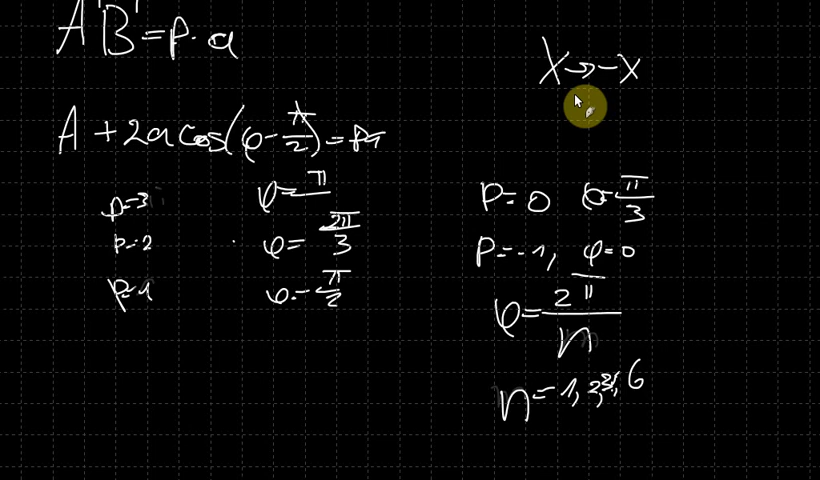 A'B' = p·a
x → -x
A + 2a cos(φ - π/2) = pa
p=3 φ = π
p=2 φ = 2π/3
p=1 φ = π/2
p=0 φ = π/3
p=-1, φ=0
φ = 2π/n
n = 1, 2, 3, 4, 6